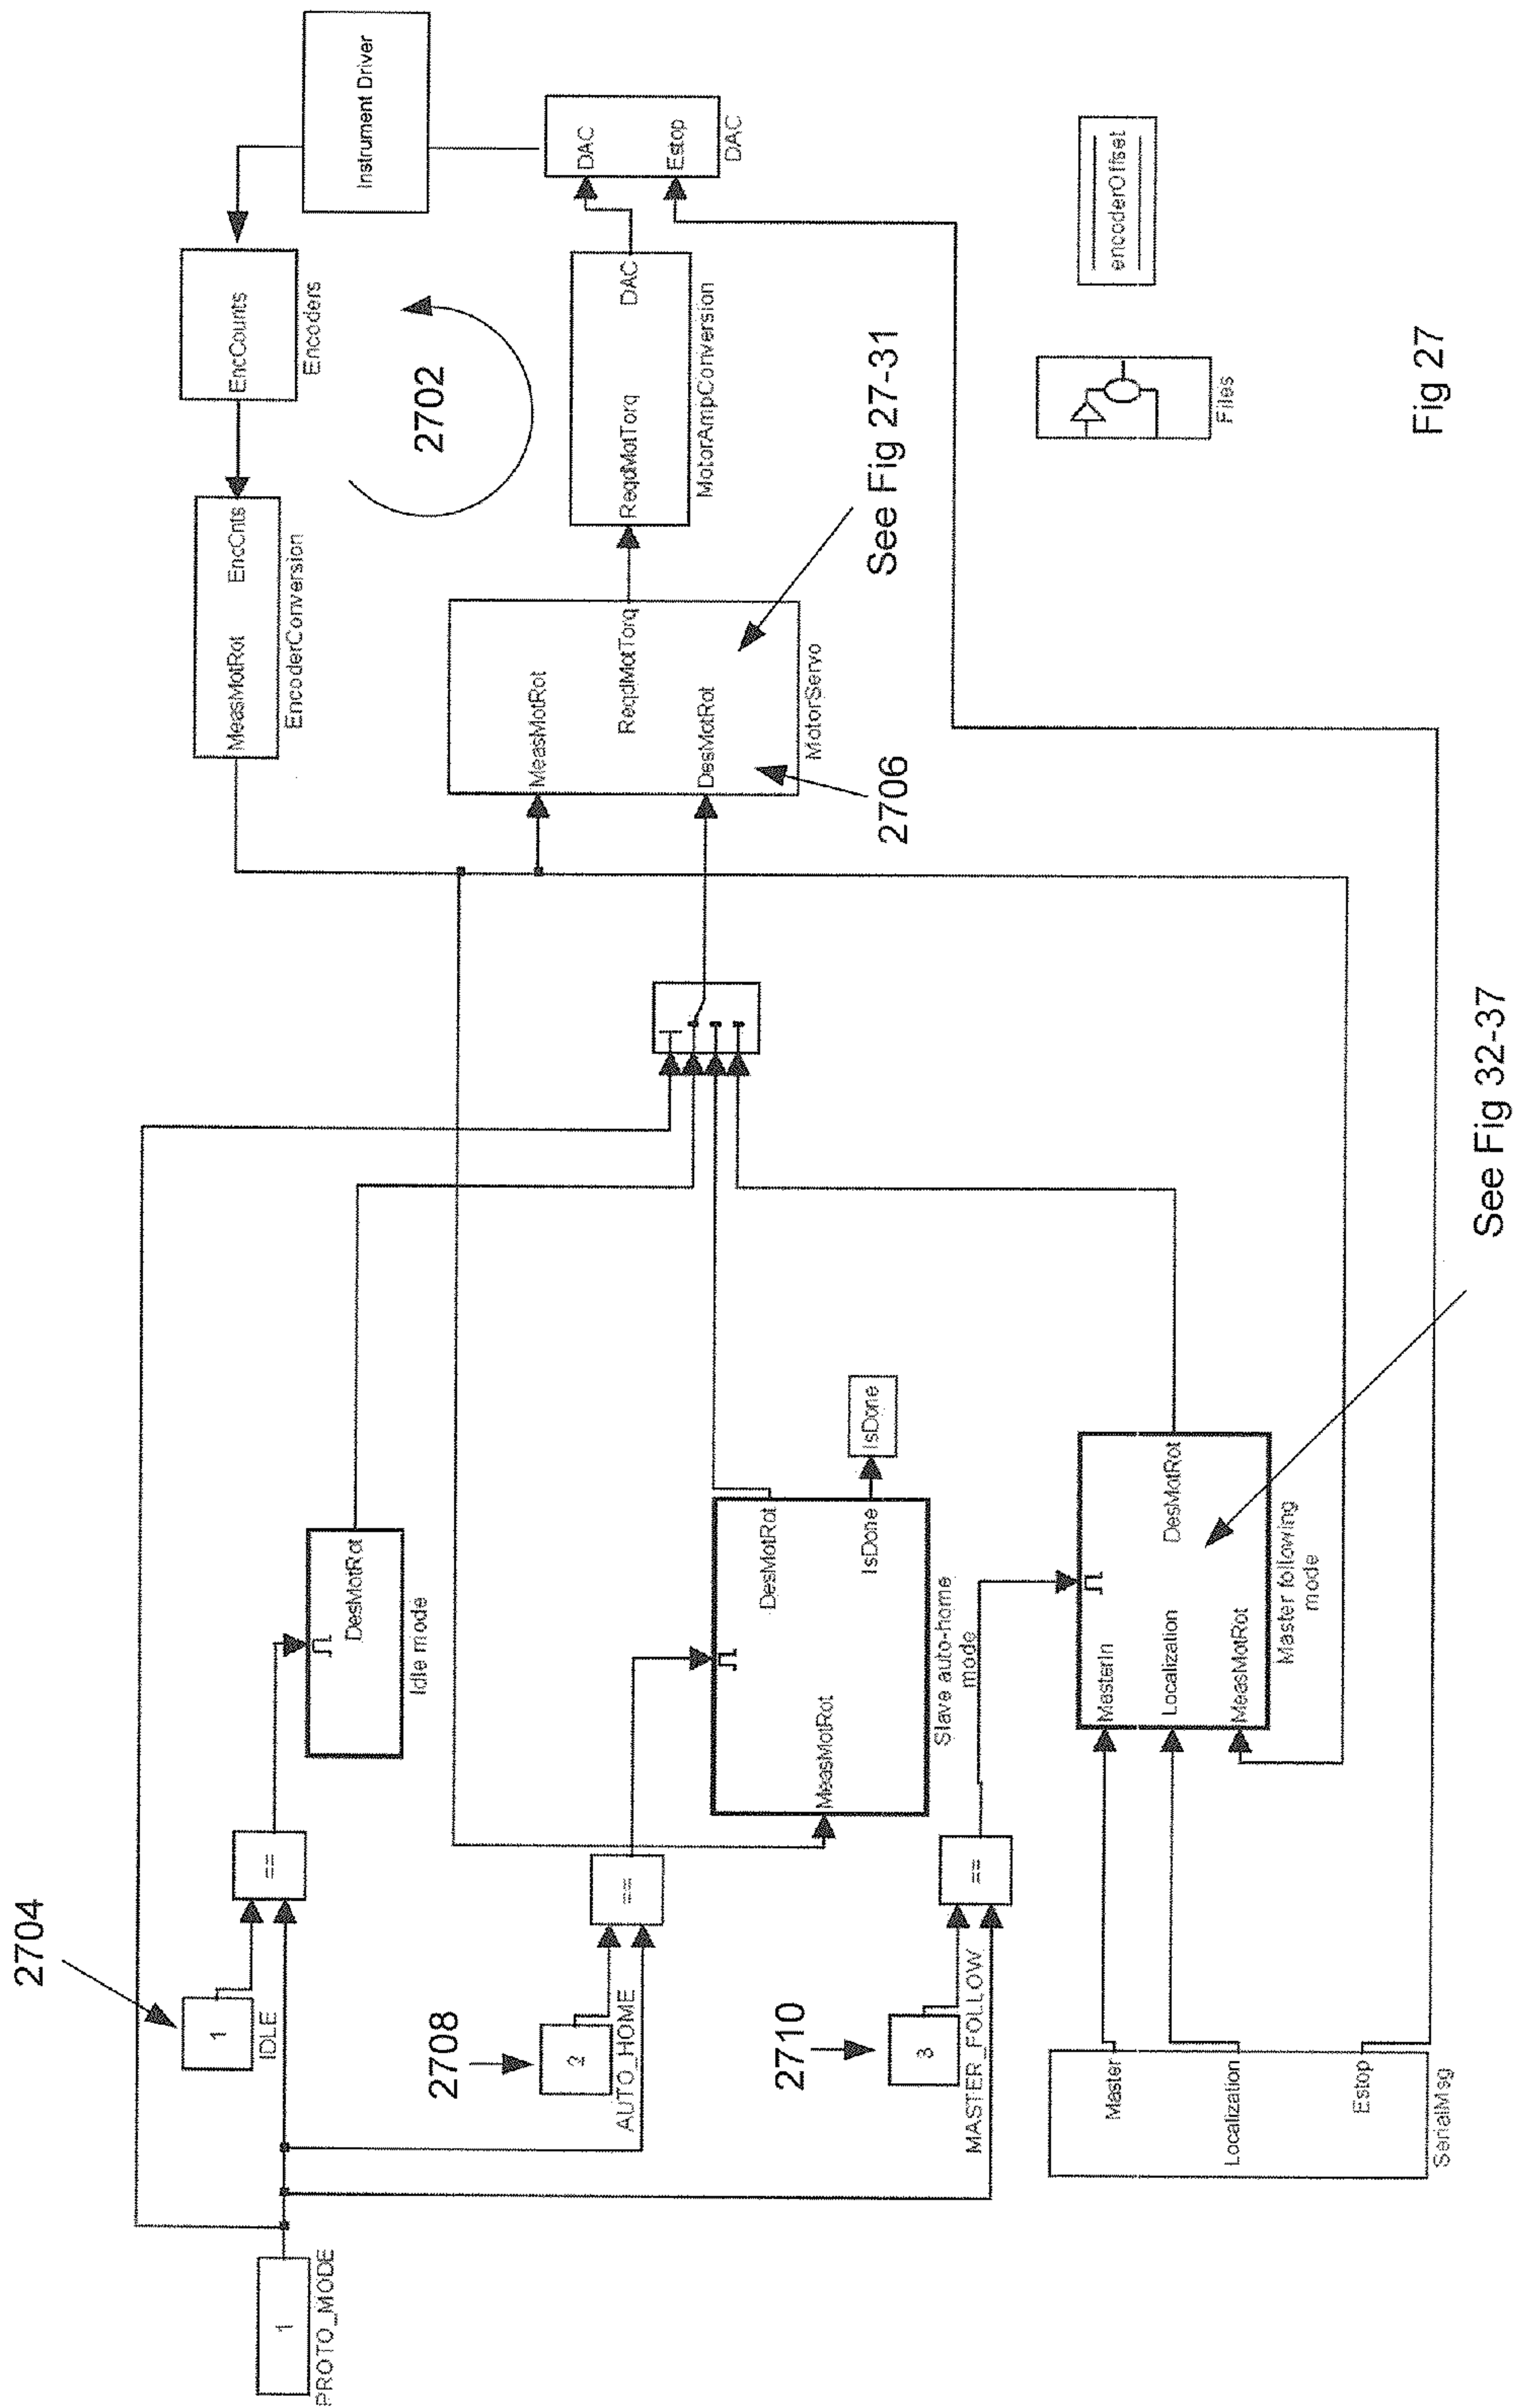 1
PROTO_MODE
2704
1
IDLE
==
DesMotRot
Idle mode
2708
2
AUTO_HOME
==
MeasMotRot
DesMotRot
IsDone
Slave auto-home
mode
IsDone
2710
3
MASTER_FOLLOW
==
Master
Localization
Estop
SerialMsg
MasterIn
Localization
MeasMotRot
DesMotRot
Master following
mode
See Fig 32-37
MeasMotRot
ReqdMotTorq
DesMotRot
MotorServo
2706
See Fig 27-31
MeasMotRot
EncCnts
EncoderConversion
EncCounts
Encoders
2702
ReqdMotTorq
DAC
MotorAmpConversion
Instrument Driver
DAC
Estop
DAC
Files
encoderOffset
Fig 27